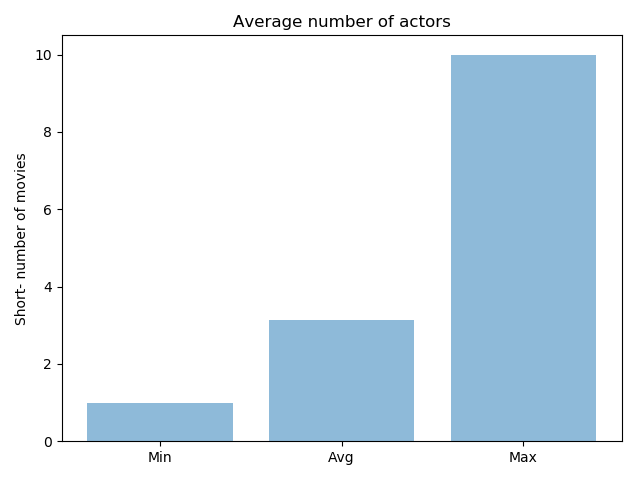 Average number of actors
Short- number of movies
10
8
6
4
2
0
Min
Avg
Max